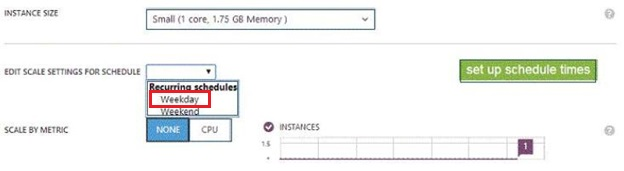 INSTANCE SIZE
Small (1 core, 1.75 GB Memory )
EDIT SCALE SETTINGS FOR SCHEDULE
set up schedule times
Recurring schedules
Weekday
Weekend
SCALE BY METRIC
NONE
CPU
INSTANCES
1.5
1